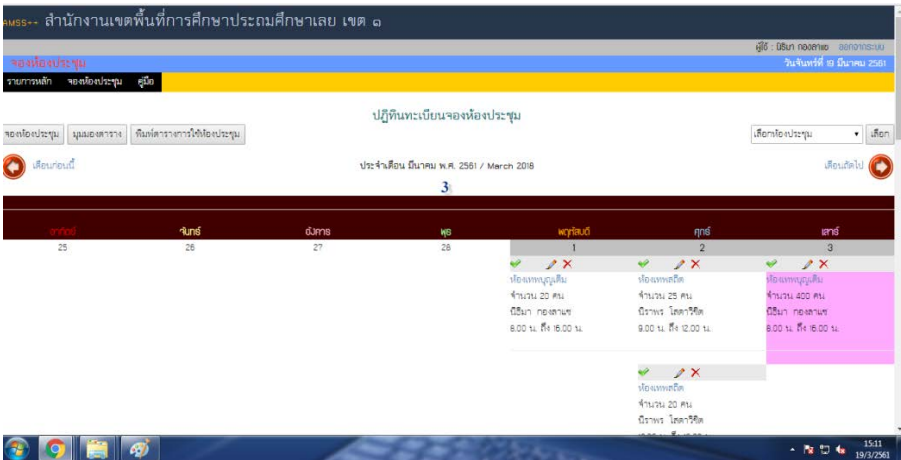 AMSS++ สำนักงานเขตพื้นที่การศึกษาประถมศึกษาเลย เขต ๑
ผู้ใช้ : นิธิมา กองลาแซ ออกจากระบบ
จองห้องประชุม วันจันทร์ที่ 19 มีนาคม 2561
รายการหลัก จองห้องประชุม คู่มือ
ปฏิทินทะเบียนจองห้องประชุม
จองห้องประชุม มุมมองตาราง พิมพ์ตารางการใช้ห้องประชุม เลือกห้องประชุม เลือก
เดือนก่อนนี้ ประจำเดือน มีนาคม พ.ศ. 2561 / March 2018 เดือนถัดไป
3
อาทิตย์ จันทร์ อังคาร พุธ พฤหัสบดี ศุกร์ เสาร์
25 26 27 28 1 2 3
ห้องเทพบุญเติม ห้องเทพสถิต ห้องเทพบุญเติม
จำนวน 20 คน จำนวน 25 คน จำนวน 400 คน
นิธิมา กองลาแซ นิราพร โสดาวิชิต นิธิมา กองลาแซ
8.00 น. ถึง 16.00 น. 9.00 น. ถึง 12.00 น. 8.00 น. ถึง 16.00 น.
ห้องเทพสถิต
จำนวน 20 คน
นิราพร โสดาวิชิต
15:11
19/3/2561